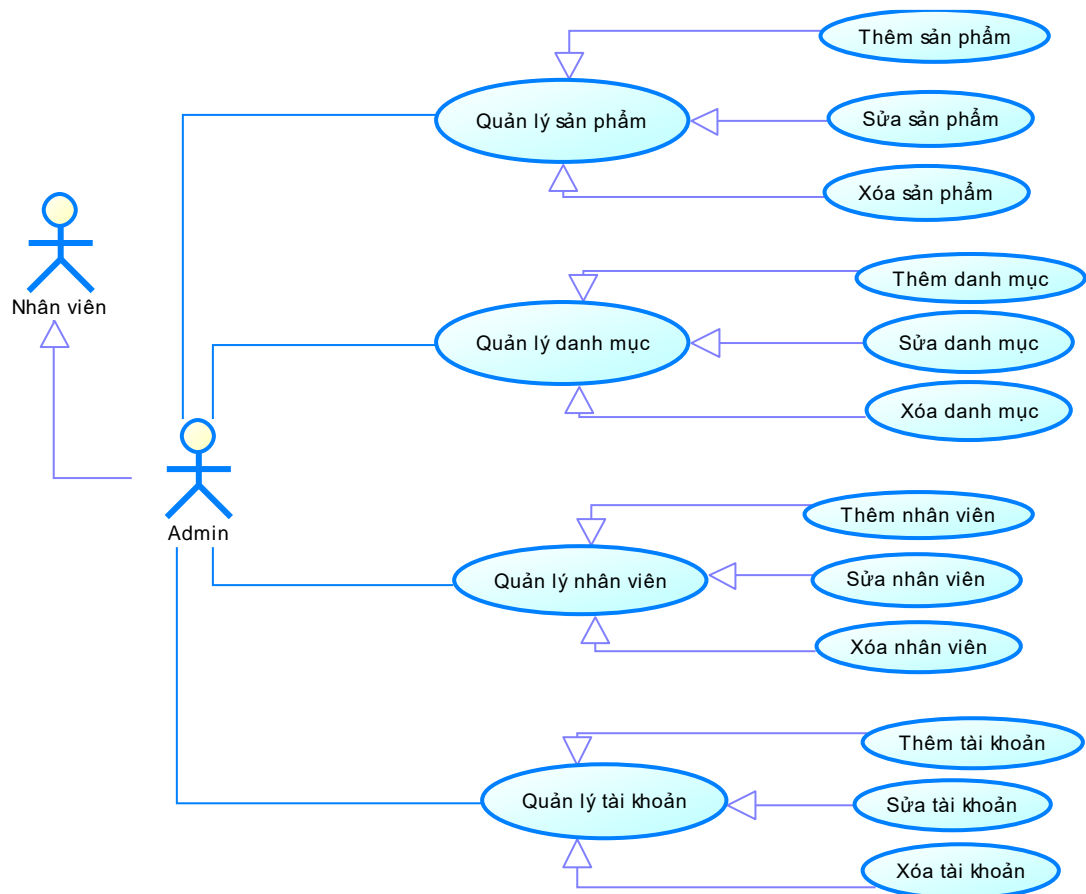 Thêm sản phẩm
Quản lý sản phẩm
Sửa sản phẩm
Xóa sản phẩm
Nhân viên
Thêm danh mục
Quản lý danh mục
Sửa danh mục
Xóa danh mục
Admin
Thêm nhân viên
Quản lý nhân viên
Sửa nhân viên
Xóa nhân viên
Thêm tài khoản
Quản lý tài khoản
Sửa tài khoản
Xóa tài khoản